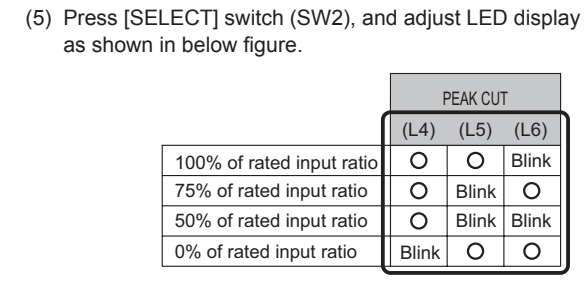 (5) Press [SELECT] switch (SW2), and adjust LED display
as shown in below figure.
PEAK CUT
(L4) (L5) (L6)
100% of rated input ratio O O Blink
75% of rated input ratio O Blink O
50% of rated input ratio O Blink Blink
0% of rated input ratio Blink O O